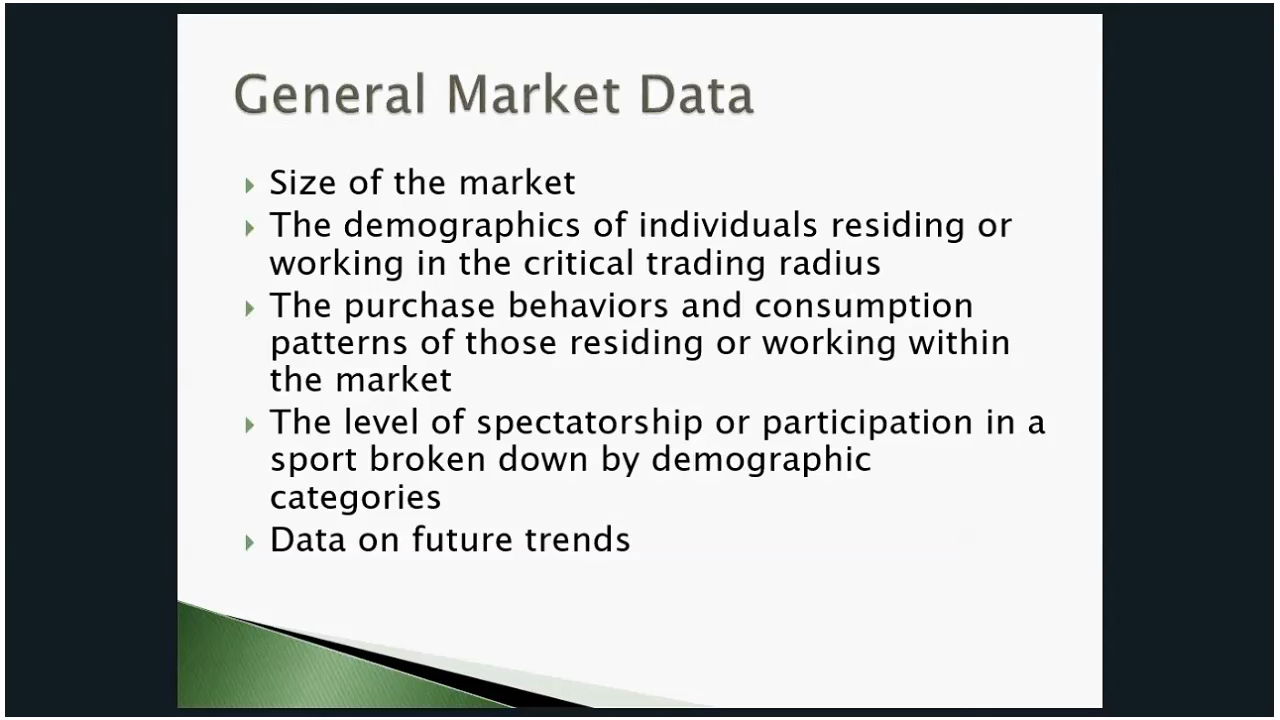 General Market Data
Size of the market
The demographics of individuals residing or
working in the critical trading radius
The purchase behaviors and consumption
patterns of those residing or working within
the market
The level of spectatorship or participation in a
sport broken down by demographic
categories
Data on future trends